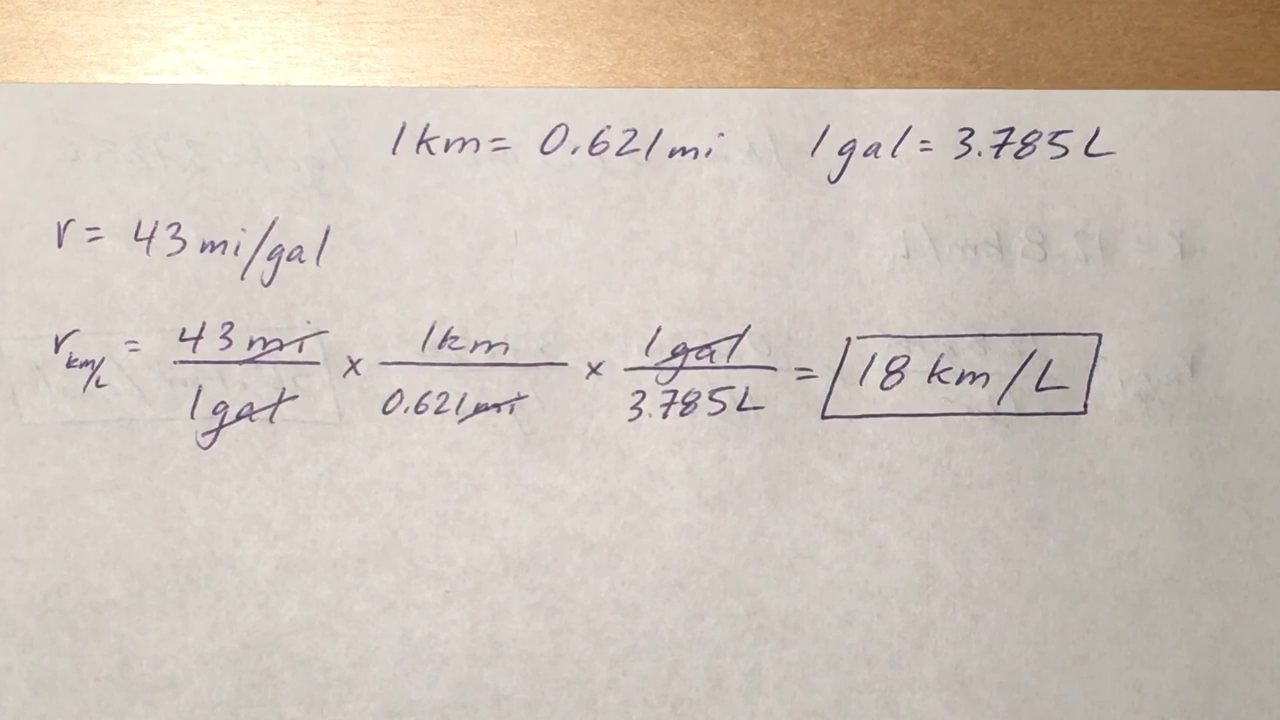 1 km = 0.621 mi 1 gal = 3.785 L
r = 43 mi/gal
r km/L = 43 mi / 1 gal × 1 km / 0.621 mi × 1 gal / 3.785 L = 18 km/L